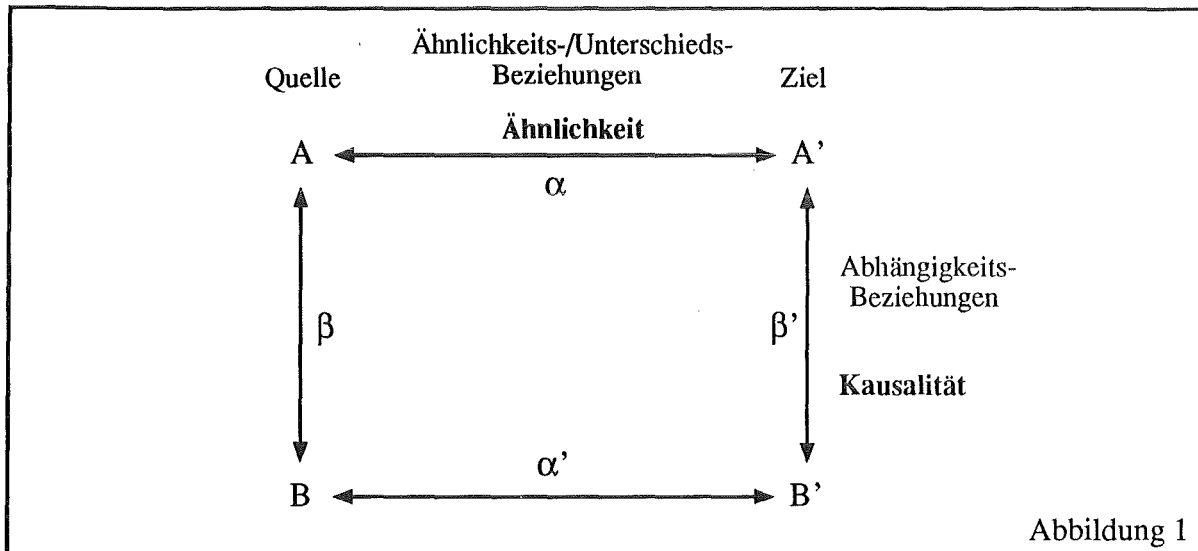 Ähnlichkeits-/Unterschieds-
Beziehungen
Quelle
Ziel
Ähnlichkeit
A
A’
α
Abhängigkeits-
Beziehungen
β
β’
Kausalität
α’
B
B’
Abbildung 1